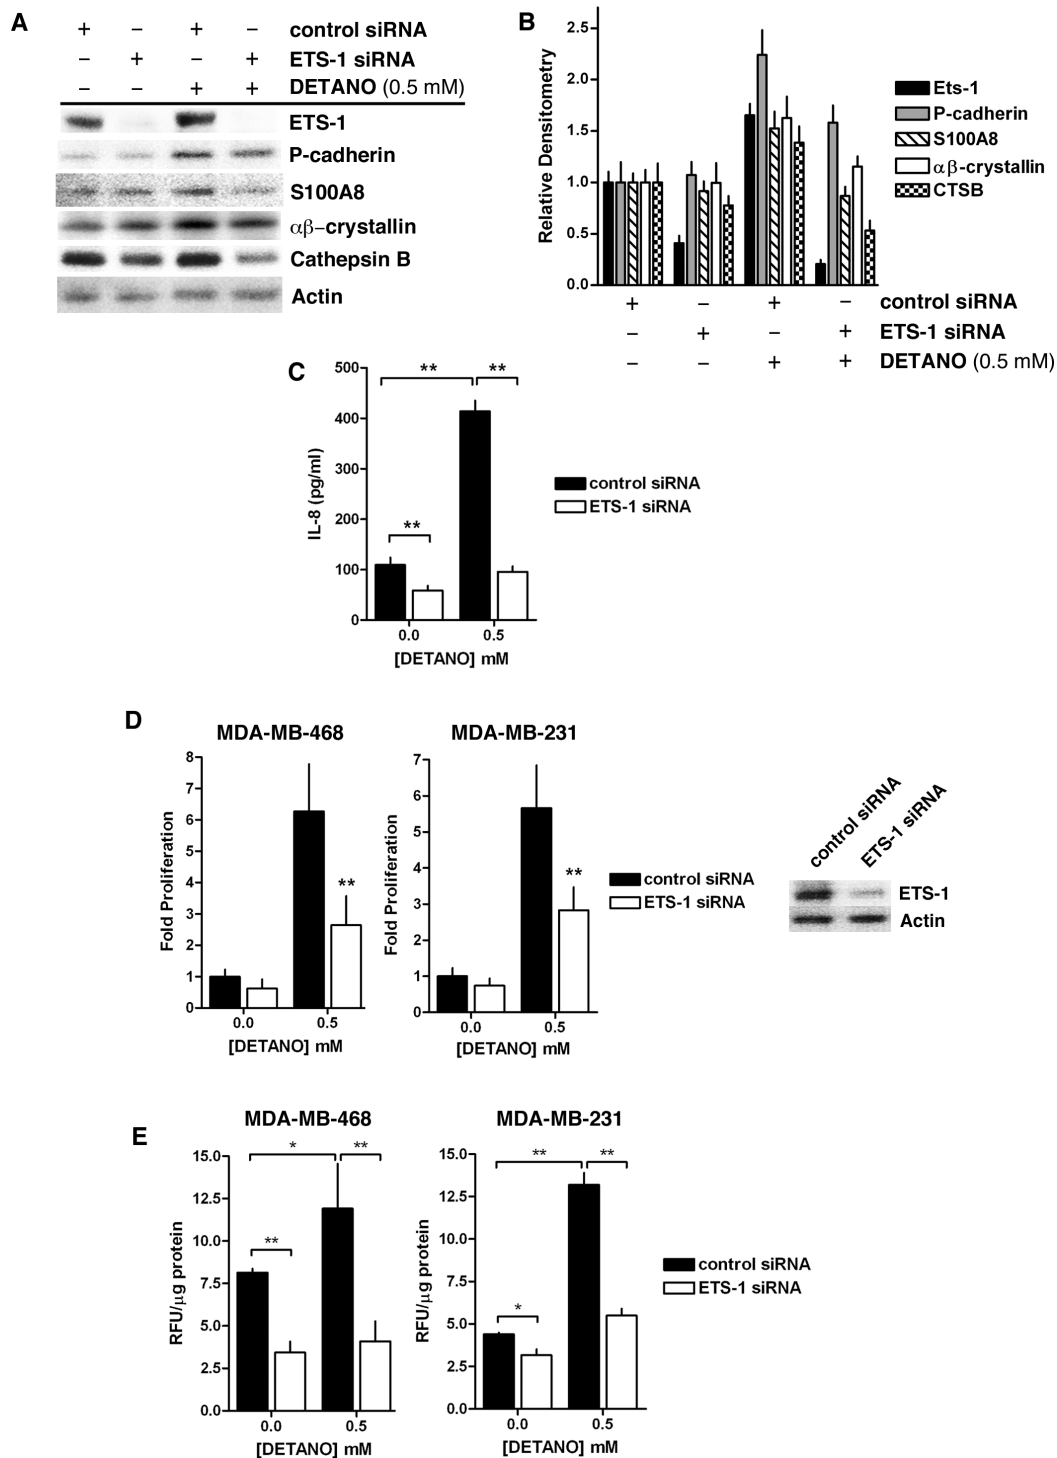 A
+ − + − control siRNA
− + − + ETS-1 siRNA
− − + + DETANO (0.5 mM)
ETS-1
P-cadherin
S100A8
αβ−crystallin
Cathepsin B
Actin
B
Relative Densitometry
2.5
2.0
1.5
1.0
0.5
0.0
Ets-1
P-cadherin
S100A8
αβ-crystallin
CTSB
+ − + − control siRNA
− + − + ETS-1 siRNA
− − + + DETANO (0.5 mM)
C
IL-8 (pg/ml)
500
400
300
200
100
0
** **
**
0.0 0.5
[DETANO] mM
control siRNA
ETS-1 siRNA
D
MDA-MB-468
Fold Proliferation
8
7
6
5
4
3
2
1
0
**
0.0 0.5
[DETANO] mM
MDA-MB-231
Fold Proliferation
7
6
5
4
3
2
1
0
**
0.0 0.5
[DETANO] mM
control siRNA
ETS-1 siRNA
control siRNA
ETS-1 siRNA
ETS-1
Actin
E
MDA-MB-468
RFU/μg protein
15.0
12.5
10.0
7.5
5.0
2.5
0.0
* **
**
0.0 0.5
[DETANO] mM
MDA-MB-231
RFU/μg protein
15.0
12.5
10.0
7.5
5.0
2.5
0.0
** **
*
0.0 0.5
[DETANO] mM
control siRNA
ETS-1 siRNA